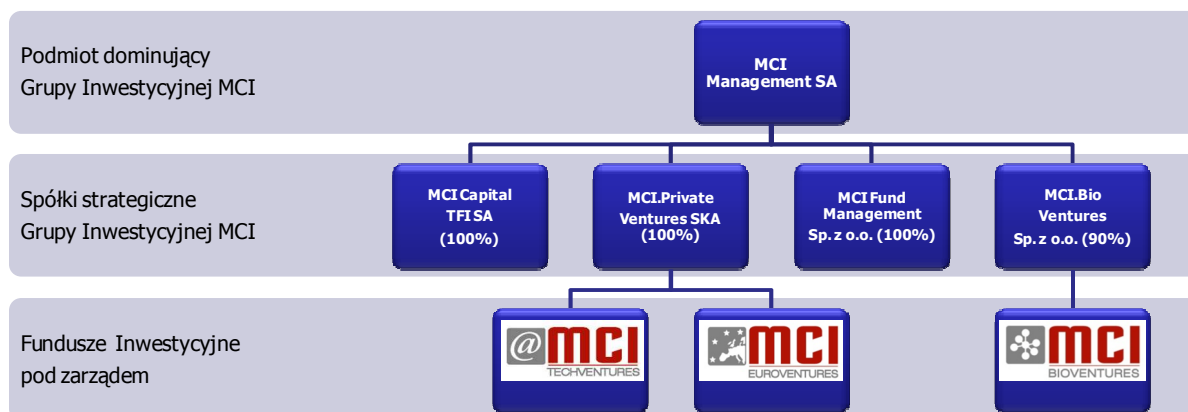 Podmiot dominujący
Grupy Inwestycyjnej MCI
MCI
Management SA
Spółki strategiczne
Grupy Inwestycyjnej MCI
MCI Capital
TFI SA
(100%)
MCI.Private
Ventures SKA
(100%)
MCI Fund
Management
Sp. z o.o. (100%)
MCI.Bio
Ventures
Sp. z o.o. (90%)
Fundusze Inwestycyjne
pod zarządem
@ MCI
TECHVENTURES
MCI
EUROVENTURES
MCI
BIOVENTURES